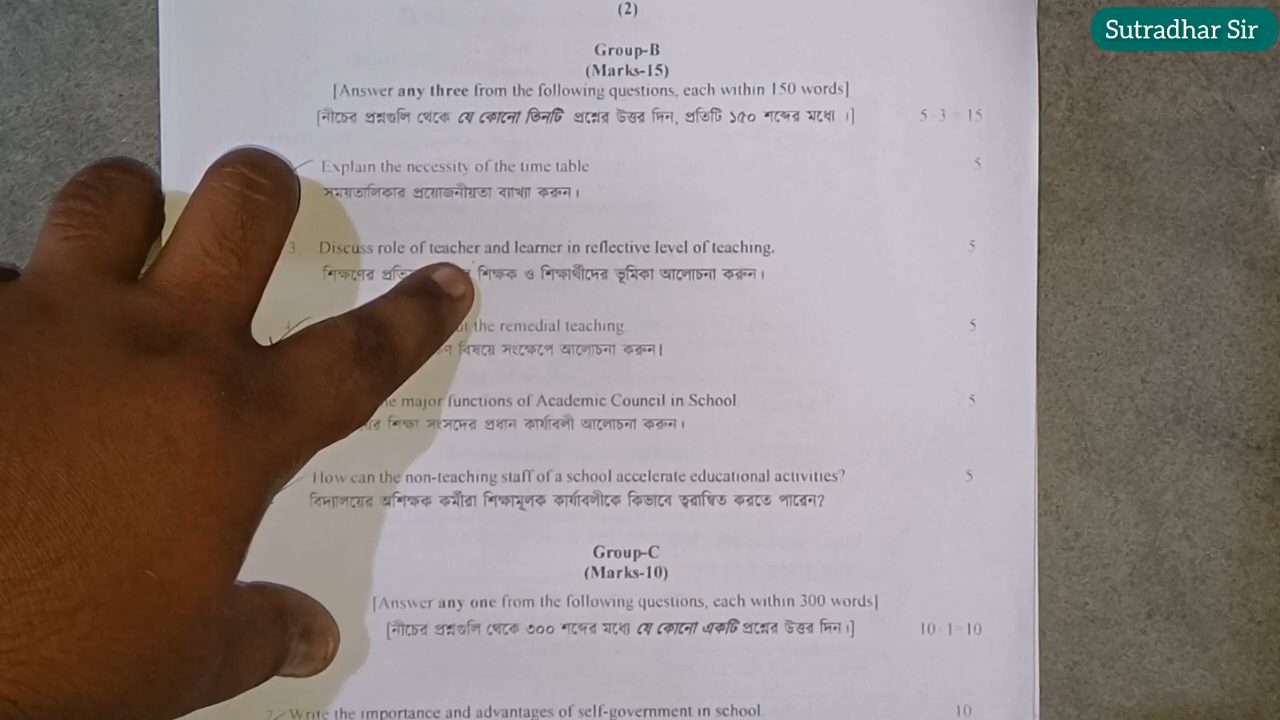 Sutradhar Sir
(2)
Group-B
(Marks-15)
[Answer any three from the following questions, each within 150 words]
[নীচের প্রশ্নগুলি থেকে যে কোনো তিনটি প্রশ্নের উত্তর দিন, প্রতিটি ১৫০ শব্দের মধ্যে ।] 5 3 = 15
Explain the necessity of the time table 5
সময়তালিকার প্রয়োজনীয়তা ব্যাখ্যা করুন।
3. Discuss role of teacher and learner in reflective level of teaching. 5
শিক্ষণের শিক্ষক ও শিক্ষার্থীদের ভূমিকা আলোচনা করুন।
the remedial teaching 5
বিষয়ে সংক্ষেপে আলোচনা করুন।
major functions of Academic Council in School 5
শিক্ষা সংসদের প্রধান কার্যাবলী আলোচনা করুন।
How can the non-teaching staff of a school accelerate educational activities? 5
বিদ্যালয়ের অশিক্ষক কর্মীরা শিক্ষামূলক কার্যাবলীকে কিভাবে ত্বরান্বিত করতে পারেন?
Group-C
(Marks-10)
[Answer any one from the following questions, each within 300 words]
[নীচের প্রশ্নগুলি থেকে ৩০০ শব্দের মধ্যে যে কোনো একটি প্রশ্নের উত্তর দিন।] 10 1=10
7. Write the importance and advantages of self-government in school. 10